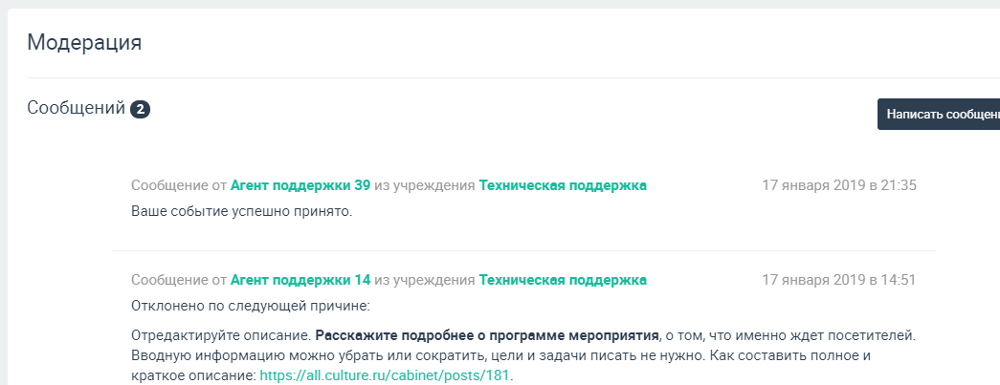 Модерация
Сообщений 2
Написать сообщени
Сообщение от Агент поддержки 39 из учреждения Техническая поддержка 17 января 2019 в 21:35
Ваше событие успешно принято.
Сообщение от Агент поддержки 14 из учреждения Техническая поддержка 17 января 2019 в 14:51
Отклонено по следующей причине:
Отредактируйте описание. Расскажите подробнее о программе мероприятия, о том, что именно ждет посетителей.
Вводную информацию можно убрать или сократить, цели и задачи писать не нужно. Как составить полное и
краткое описание: https://all.culture.ru/cabinet/posts/181.